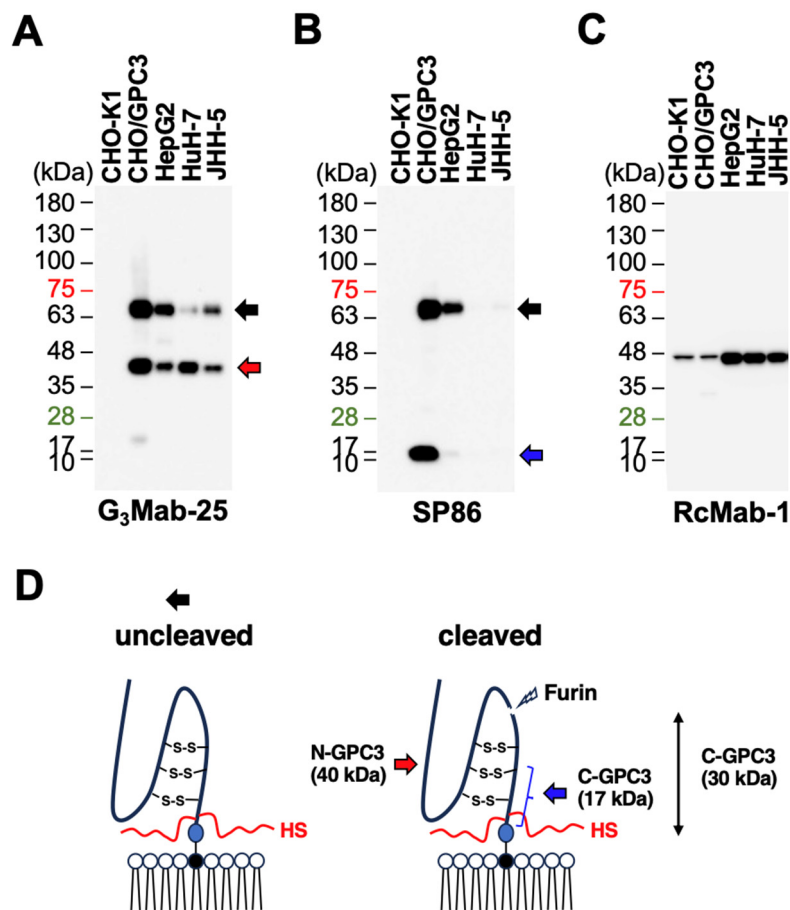 A
CHO-K1
CHO/GPC3
HepG2
HuH-7
JHH-5
(kDa)
180
130
100
75
63
48
35
28
17
10
G3Mab-25
B
CHO-K1
CHO/GPC3
HepG2
HuH-7
JHH-5
(kDa)
180
130
100
75
63
48
35
28
17
10
SP86
C
CHO-K1
CHO/GPC3
HepG2
HuH-7
JHH-5
(kDa)
180
130
100
75
63
48
35
28
17
10
RcMab-1
D
uncleaved
S-S
S-S
S-S
HS
cleaved
Furin
N-GPC3
(40 kDa)
S-S
S-S
S-S
C-GPC3
(17 kDa)
HS
C-GPC3
(30 kDa)